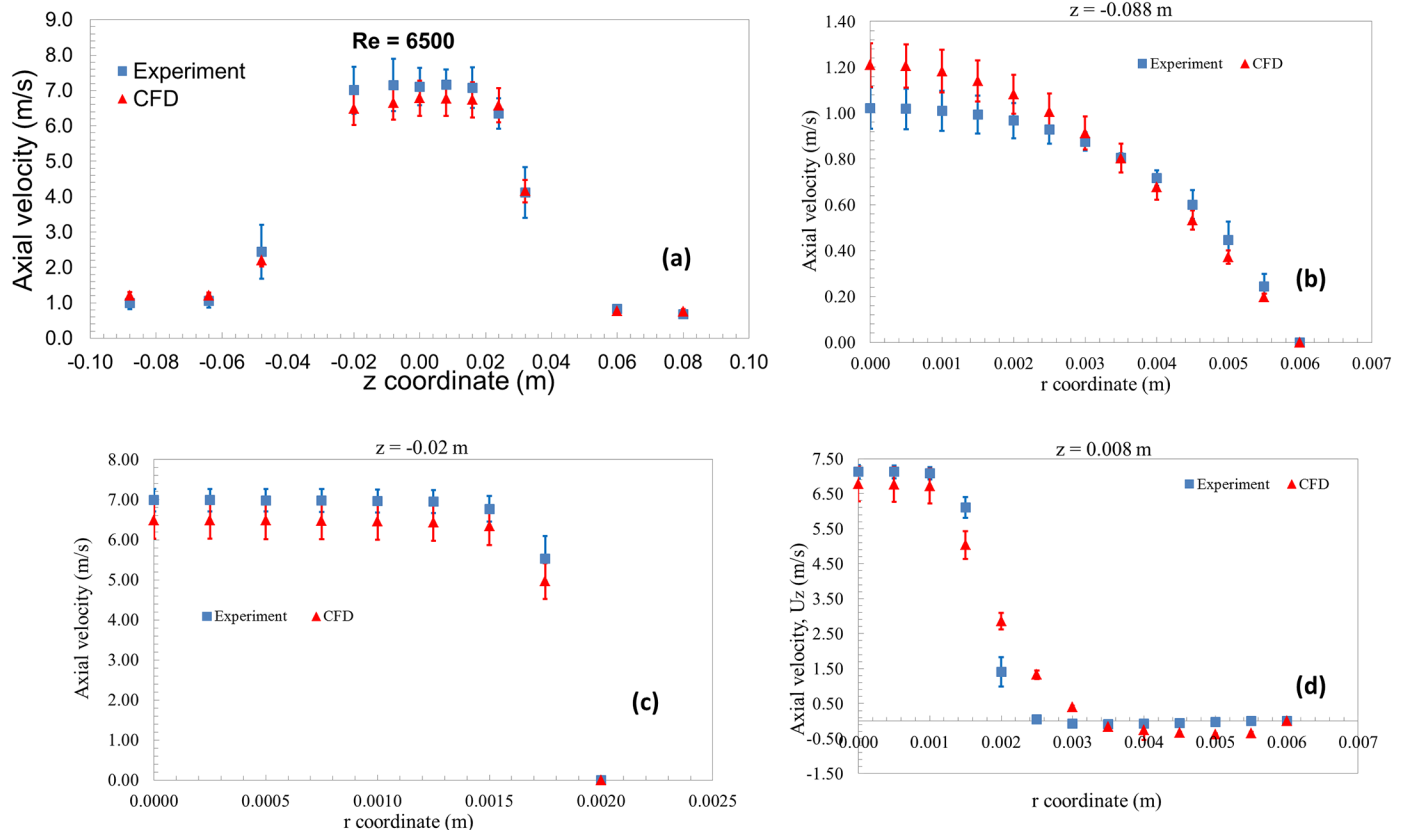 Re = 6500
Experiment
CFD
Axial velocity (m/s)
9.0
8.0
7.0
6.0
5.0
4.0
3.0
2.0
1.0
0.0
(a)
-0.10 -0.08 -0.06 -0.04 -0.02 0.00 0.02 0.04 0.06 0.08 0.10
z coordinate (m)
z = -0.088 m
Experiment CFD
Axial velocity (m/s)
1.40
1.20
1.00
0.80
0.60
0.40
0.20
0.00
(b)
0.000 0.001 0.002 0.003 0.004 0.005 0.006 0.007
r coordinate (m)
z = -0.02 m
Axial velocity (m/s)
8.00
7.00
6.00
5.00
4.00
3.00
2.00
1.00
0.00
Experiment CFD
(c)
0.0000 0.0005 0.0010 0.0015 0.0020 0.0025
r coordinate (m)
z = 0.008 m
Experiment CFD
Axial velocity, Uz (m/s)
7.50
6.50
5.50
4.50
3.50
2.50
1.50
0.50
-0.50
-1.50
(d)
0.000 0.001 0.002 0.003 0.004 0.005 0.006 0.007
r coordinate (m)